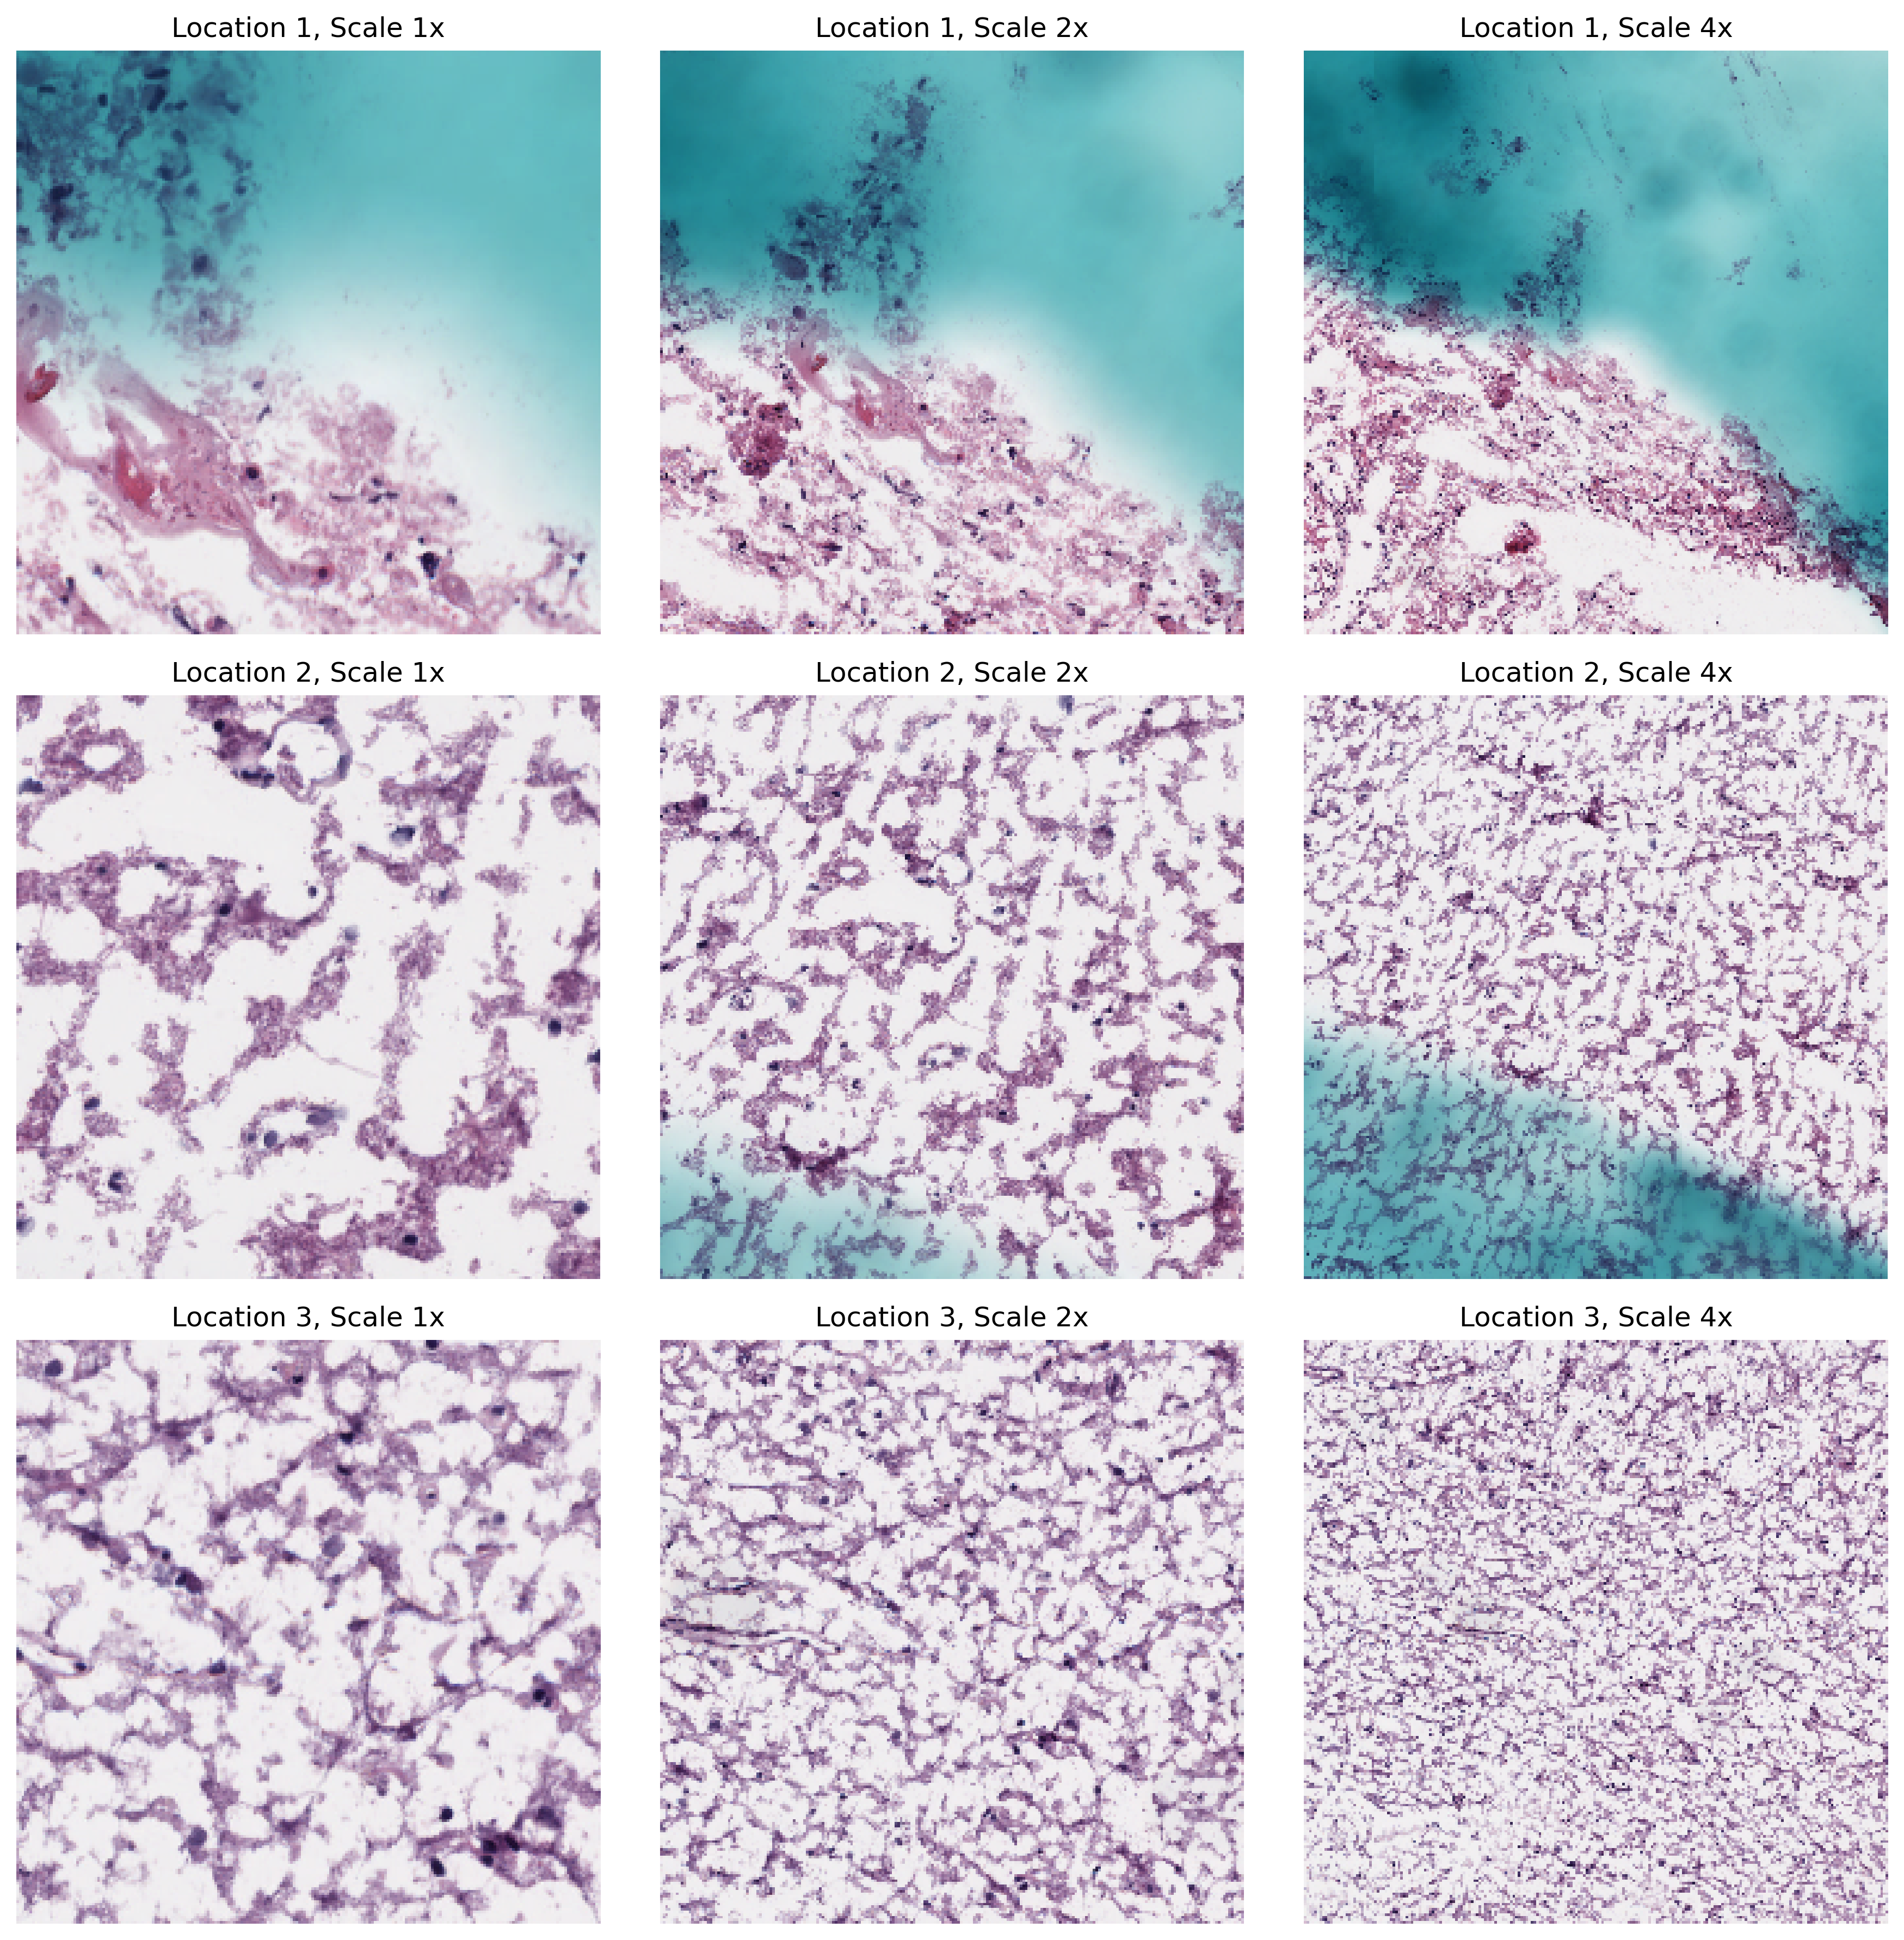 Location 1, Scale 1x
Location 1, Scale 2x
Location 1, Scale 4x
Location 2, Scale 1x
Location 2, Scale 2x
Location 2, Scale 4x
Location 3, Scale 1x
Location 3, Scale 2x
Location 3, Scale 4x